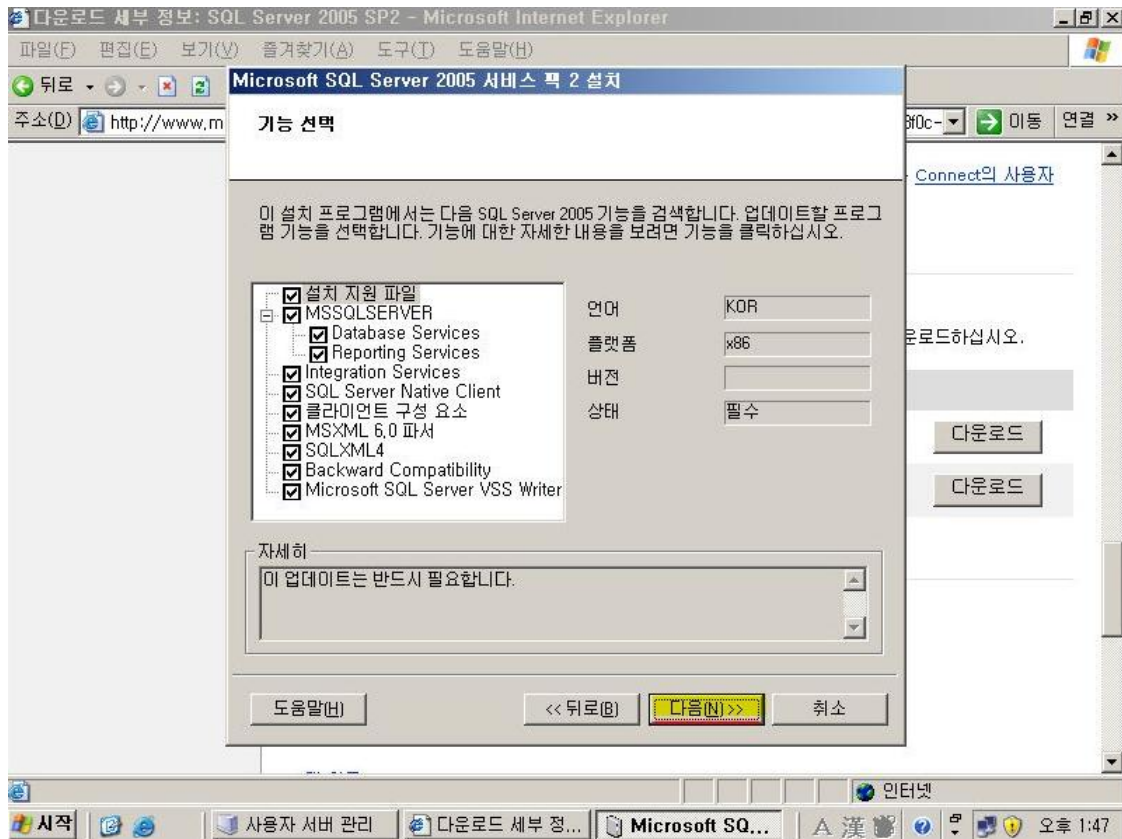 다운로드 세부 정보: SQL Server 2005 SP2 - Microsoft Internet Explorer
파일(F) 편집(E) 보기(V) 즐겨찾기(A) 도구(T) 도움말(H)
뒤로
주소(D) http://www.m
8f0c-
이동
연결 »
Connect의 사용자
운로드하십시오.
다운로드
다운로드
Microsoft SQL Server 2005 서비스 팩 2 설치
기능 선택
이 설치 프로그램에서는 다음 SQL Server 2005 기능을 검색합니다. 업데이트할 프로그
램 기능을 선택합니다. 기능에 대한 자세한 내용을 보려면 기능을 클릭하십시오.
설치 지원 파일
MSSQLSERVER
Database Services
Reporting Services
Integration Services
SQL Server Native Client
클라이언트 구성 요소
MSXML 6.0 파서
SQLXML4
Backward Compatibility
Microsoft SQL Server VSS Writer
언어 KOR
플랫폼 x86
버전
상태 필수
자세히
이 업데이트는 반드시 필요합니다.
도움말(H) << 뒤로(B) 다음(N) >> 취소
인터넷
시작 사용자 서버 관리 다운로드 세부 정... Microsoft SQ... A 漢 오후 1:47